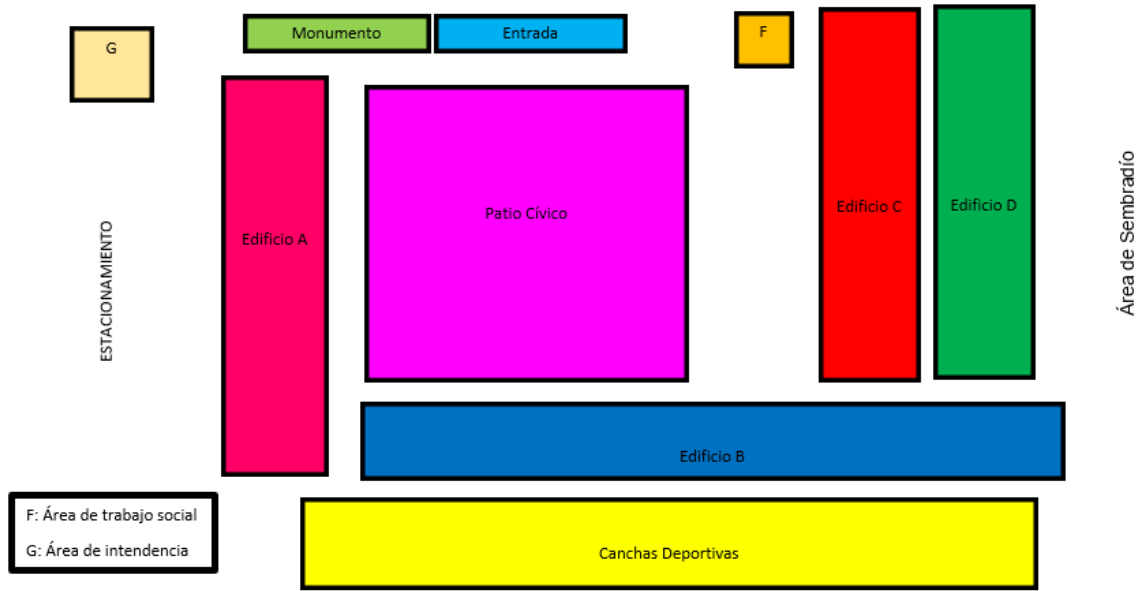 G
Monumento
Entrada
F
Edificio A
Patio Cívico
Edificio C
Edificio D
Área de Sembradío
ESTACIONAMIENTO
Edificio B
F: Área de trabajo social
G: Área de intendencia
Canchas Deportivas